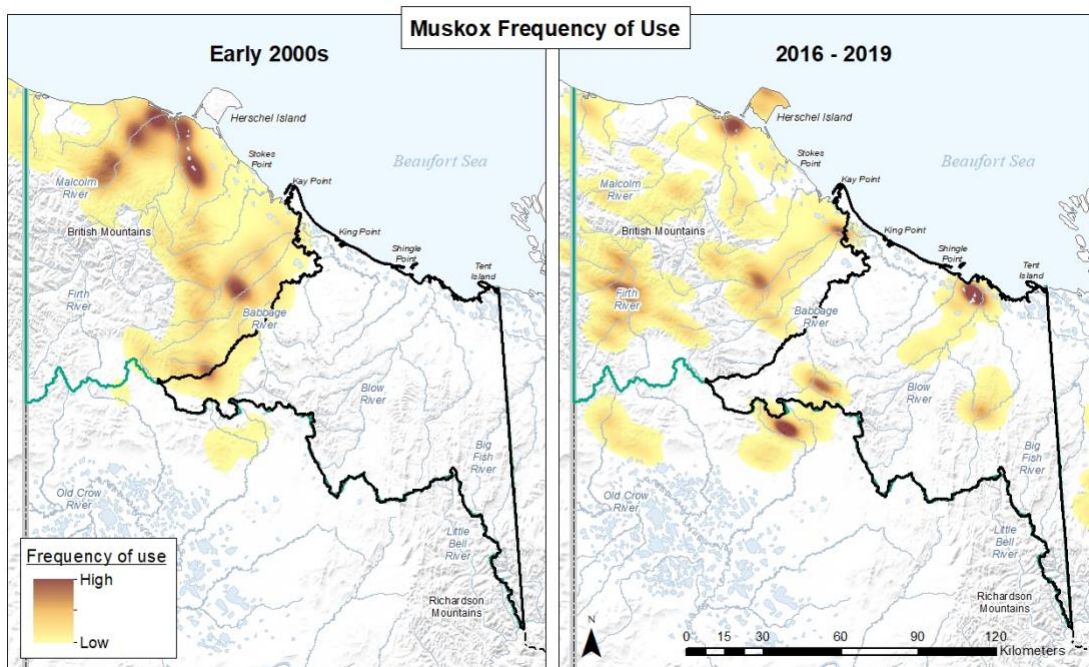 Muskox Frequency of Use
Early 2000s
Herschel Island
Beaufort Sea
Stokes
Point
Kay Point
Malcolm
River
British Mountains
King Point
Shingle
Point
Tent
Island
Firth
River
Babbage
River
Blow
River
Big
Fish
River
Old Crow
River
Little
Bell
River
Richardson
Mountains
Frequency of use
High
Low
2016 - 2019
Herschel Island
Beaufort Sea
Stokes
Point
Kay Point
Malcolm
River
British Mountains
King Point
Shingle
Point
Tent
Island
Firth
River
Babbage
River
Blow
River
Big
Fish
River
Old Crow
River
Little
Bell
River
Richardson
Mountains
N
0 15 30 60 90 120
Kilometers